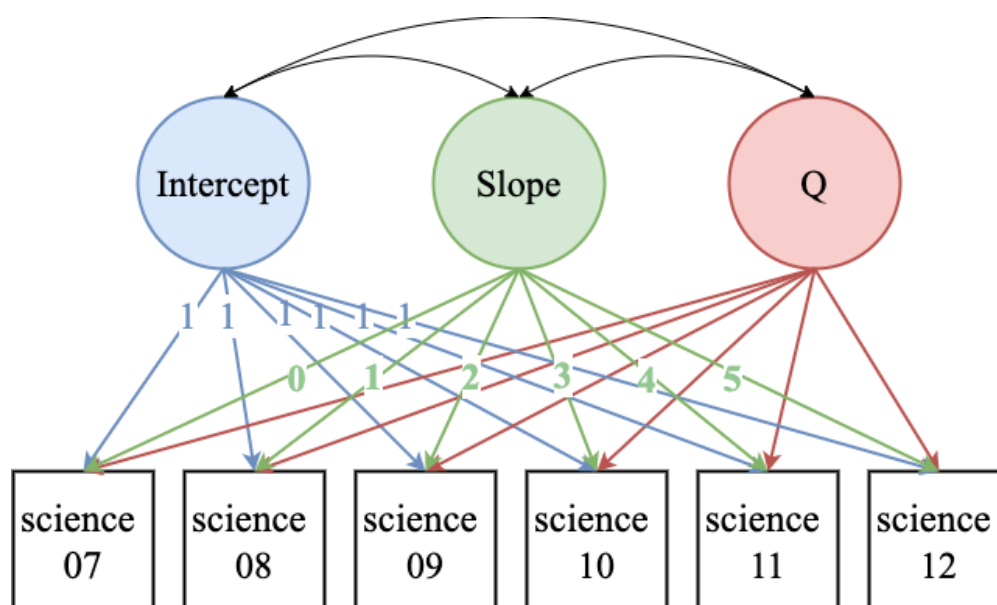 Intercept Slope Q
1 1 1 1 1 1
0 1 2 3 4 5
science science science science science science
07 08 09 10 11 12